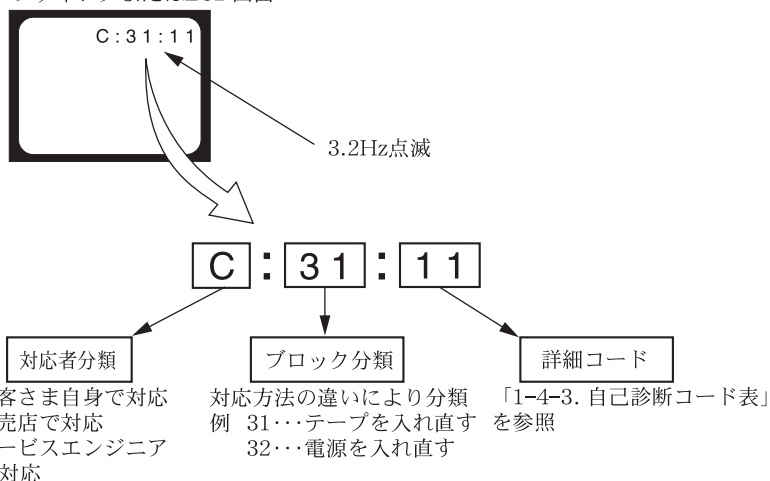 C:31:11
3.2Hz点滅
C : 31 : 11
対応者分類
客さま自身で対応
売店で対応
ービスエンジニア
対応
ブロック分類
対応方法の違いにより分類
例 31･･･テープを入れ直す
32･･･電源を入れ直す
詳細コード
「1-4-3. 自己診断コード表」
を参照